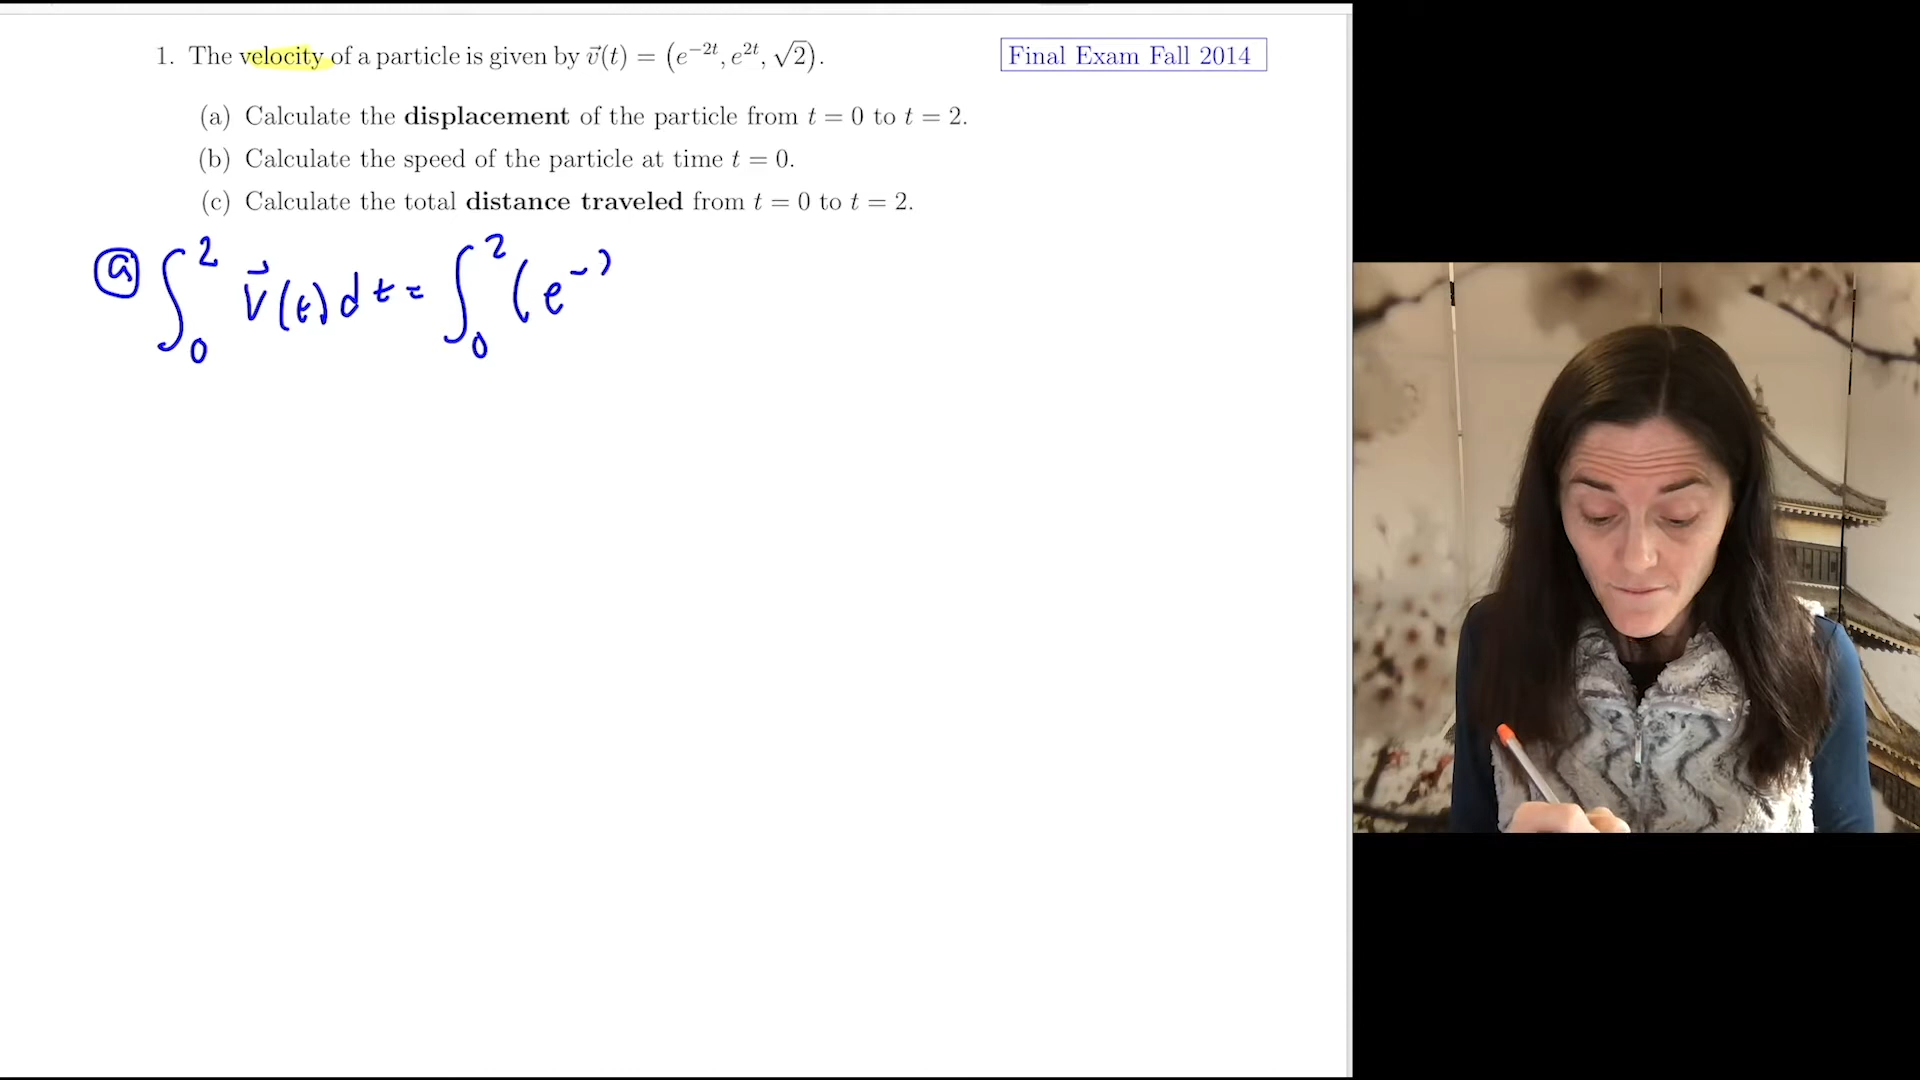 1. The velocity of a particle is given by v⃗(t) = (e^{-2t}, e^{2t}, √2).
Final Exam Fall 2014
(a) Calculate the displacement of the particle from t = 0 to t = 2.
(b) Calculate the speed of the particle at time t = 0.
(c) Calculate the total distance traveled from t = 0 to t = 2.
ⓐ ∫₀² v⃗(t) dt = ∫₀² (e^-